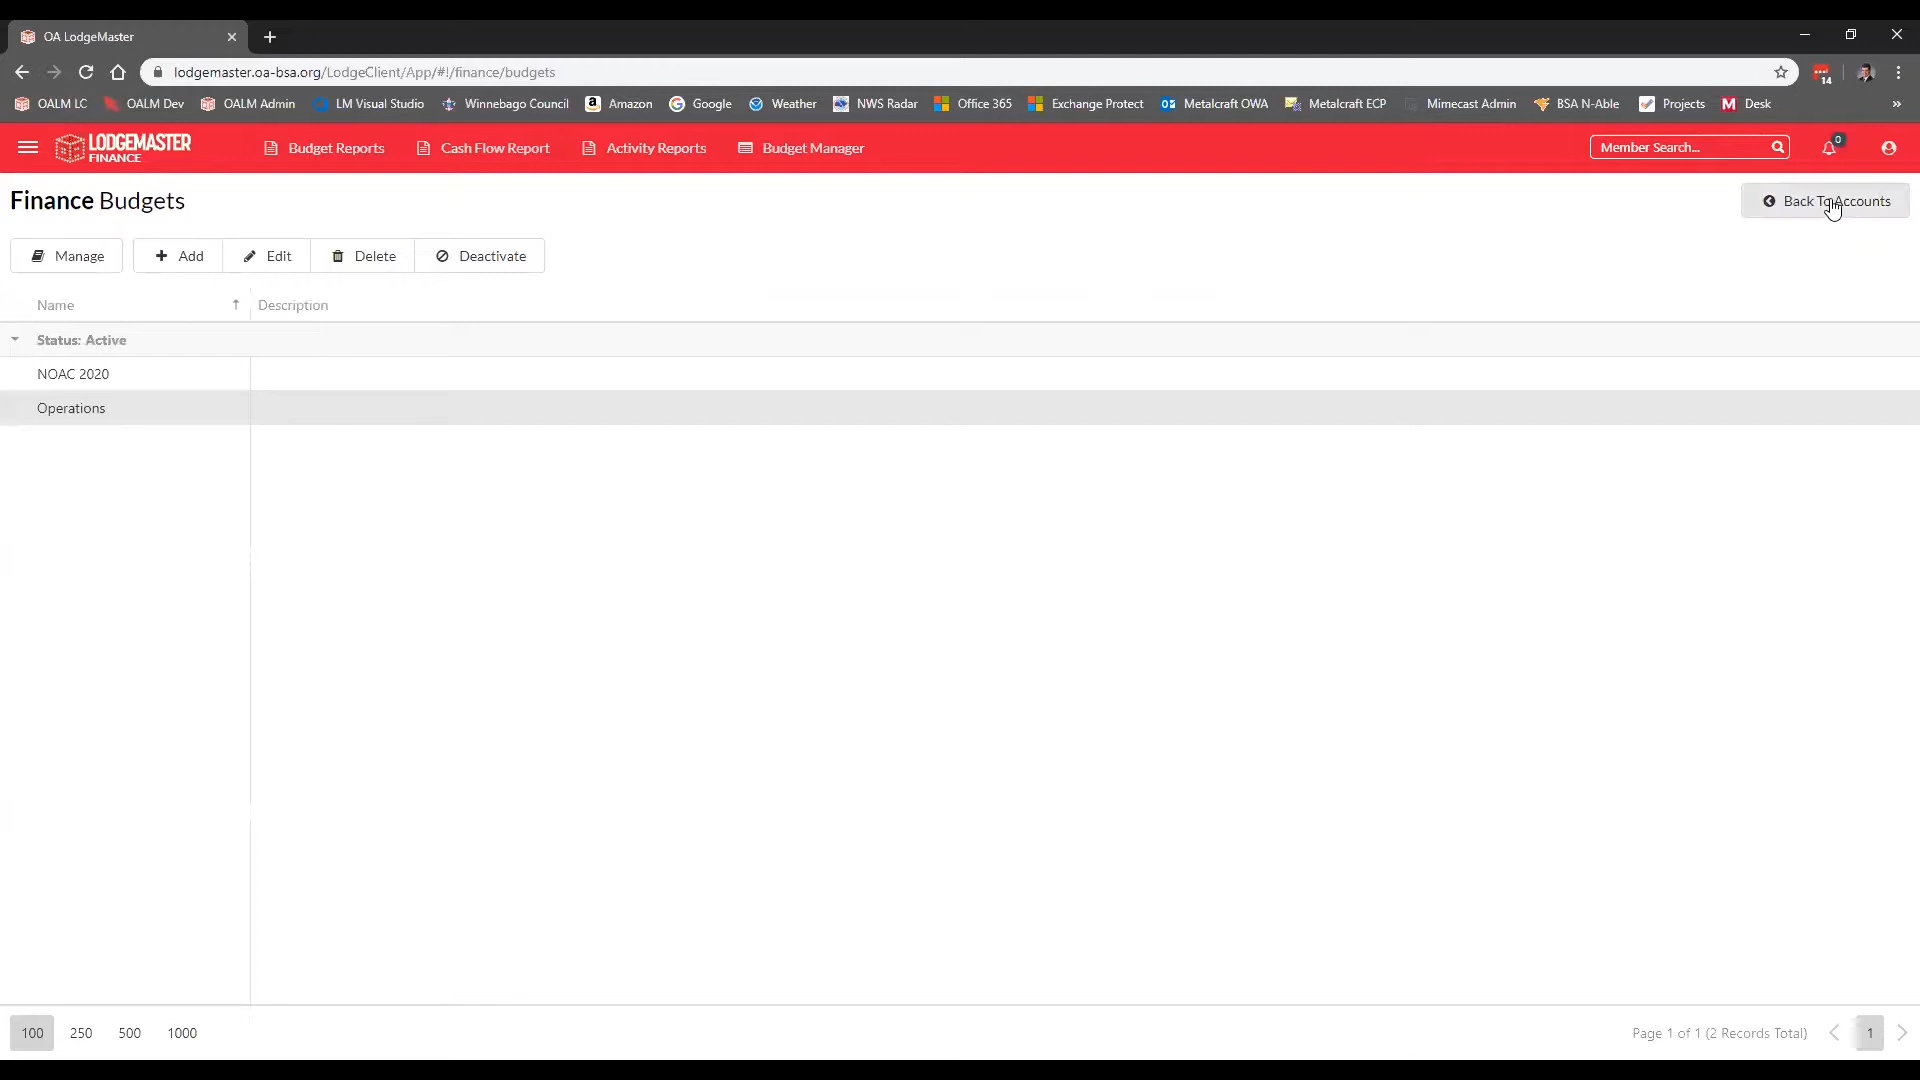 OA LodgeMaster
lodgemaster.oa-bsa.org/LodgeClient/App/#!/finance/budgets
14
OALM LC OALM Dev OALM Admin LM Visual Studio Winnebago Council Amazon Google Weather NWS Radar Office 365 Exchange Protect Metalcraft OWA Metalcraft ECP Mimecast Admin BSA N-Able Projects Desk »
LODGEMASTER
FINANCE
Budget Reports Cash Flow Report Activity Reports Budget Manager Member Search... 0
Finance Budgets
Back To Accounts
Manage Add Edit Delete Deactivate
Name Description
Status: Active
NOAC 2020
Operations
100 250 500 1000 Page 1 of 1 (2 Records Total) 1